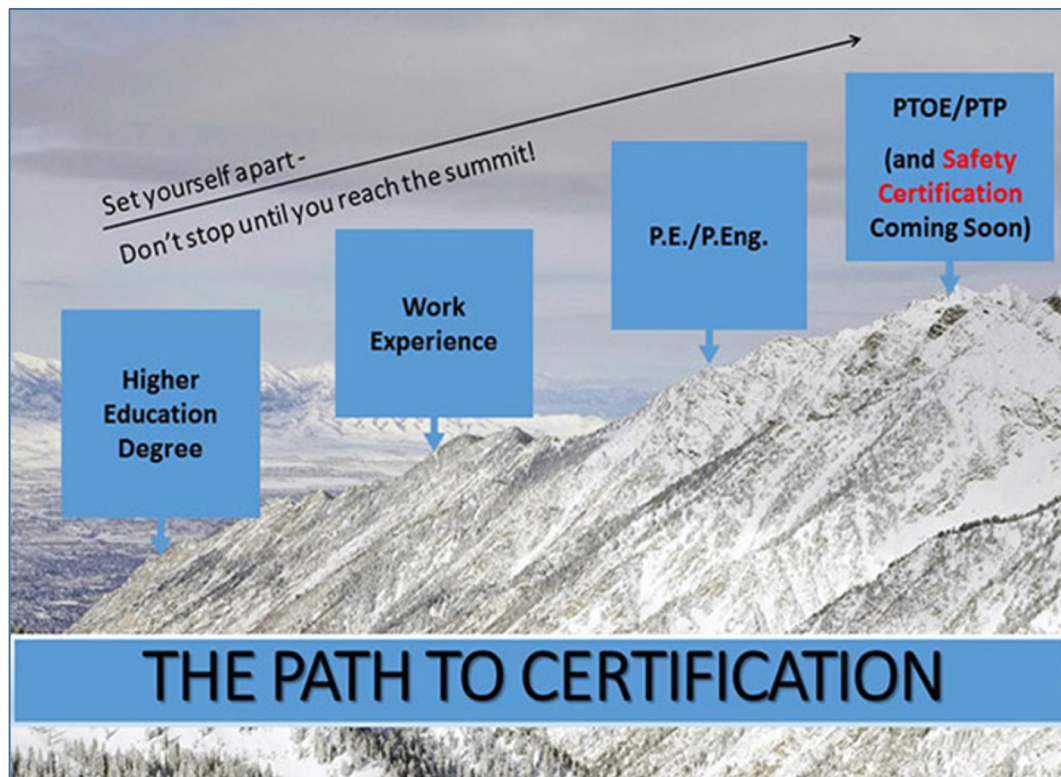 Set yourself apart -
Don't stop until you reach the summit!
Higher
Education
Degree
Work
Experience
P.E./P.Eng.
PTOE/PTP
(and Safety
Certification
Coming Soon)
THE PATH TO CERTIFICATION